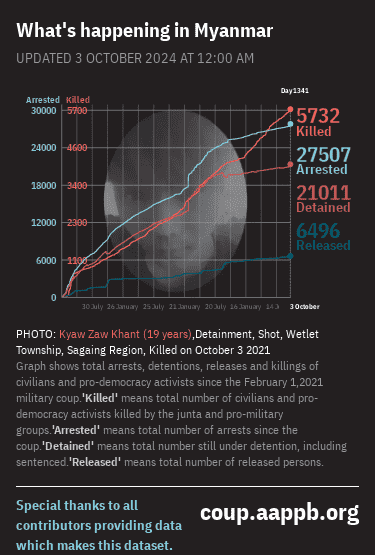 What's happening in Myanmar
UPDATED 3 OCTOBER 2024 AT 12:00 AM
Day1341
Arrested Killed
30000 5700
24000 4600
18000 3400
12000 2300
6000 1100
0
5732
Killed
27507
Arrested
21011
Detained
6496
Released
30 July 26 January 25 July 21 January 20 July 16 January 14 J 3 October
PHOTO: Kyaw Zaw Khant (19 years),Detainment, Shot, Wetlet
Township, Sagaing Region, Killed on October 3 2021
Graph shows total arrests, detentions, releases and killings of
civilians and pro-democracy activists since the February 1,2021
military coup.'Killed' means total number of civilians and pro-
democracy activists killed by the junta and pro-military
groups.'Arrested' means total number of arrests since the
coup.'Detained' means total number still under detention, including
sentenced.'Released' means total number of released persons.
Special thanks to all
contributors providing data
which makes this dataset.
coup.aappb.org